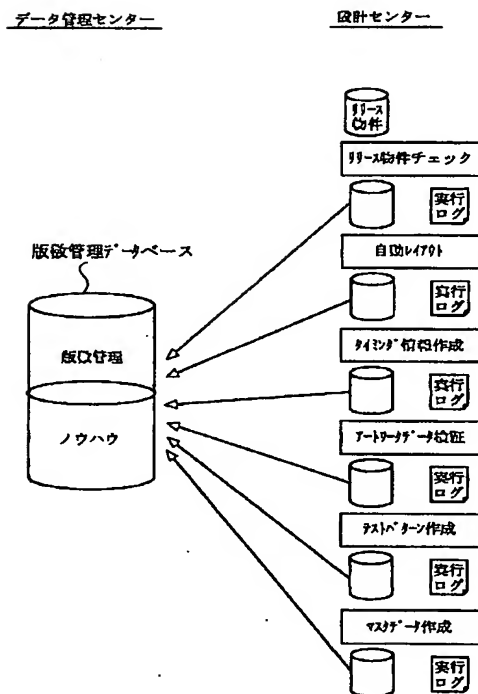 データ管理センター
設計センター
リリース
物件
リリース物件チェック
実行
ログ
版数管理データベース
自動レイアウト
実行
ログ
版数管理
タイミング情報作成
実行
ログ
ノウハウ
アートワークデータ検証
実行
ログ
テストパターン作成
実行
ログ
マスクデータ作成
実行
ログ